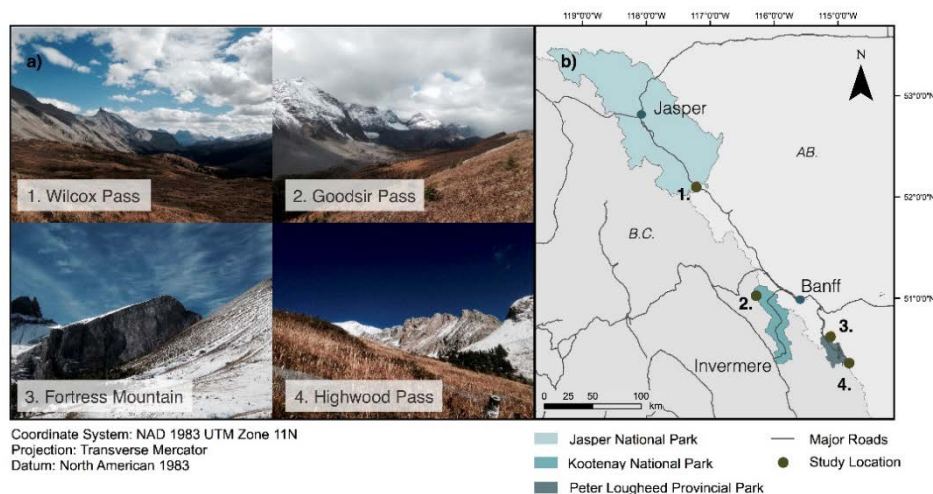 a)
1. Wilcox Pass
2. Goodsir Pass
3. Fortress Mountain
4. Highwood Pass
Coordinate System: NAD 1983 UTM Zone 11N
Projection: Transverse Mercator
Datum: North American 1983
119°0'0"W 118°0'0"W 117°0'0"W 116°0'0"W 115°0'0"W
b)
N
53°0'0"N
52°0'0"N
51°0'0"N
Jasper
AB.
1.
B.C.
Banff
2.
3.
Invermere
4.
0 25 50 100
km
Jasper National Park
Kootenay National Park
Peter Lougheed Provincial Park
Major Roads
Study Location